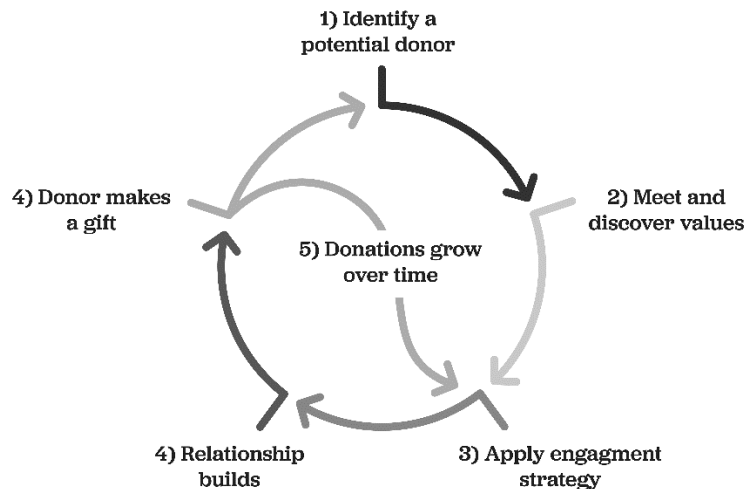 1) Identify a
potential donor
2) Meet and
discover values
3) Apply engagment
strategy
4) Relationship
builds
4) Donor makes
a gift
5) Donations grow
over time